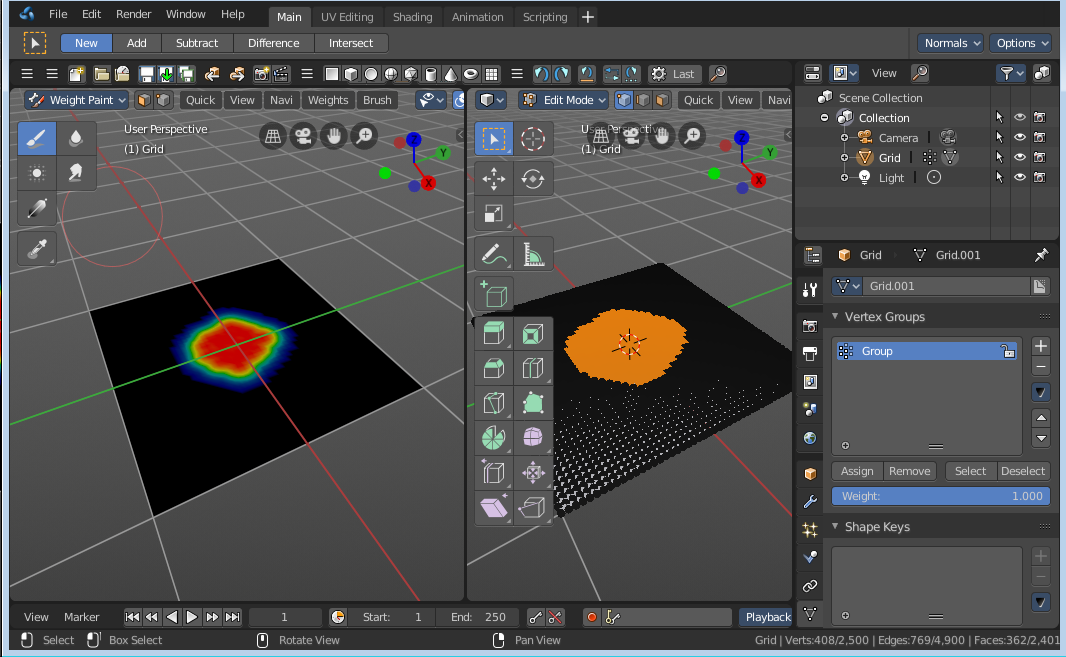 File Edit Render Window Help Main UV Editing Shading Animation Scripting +
New Add Subtract Difference Intersect Normals Options
Last View
Weight Paint Quick View Navi Weights Brush Edit Mode Quick View Navi
Scene Collection
Collection
Camera
Grid
Light
User Perspective
(1) Grid
Z
Y
X
User Perspective
(1) Grid
Z
Y
X
Grid Grid.001
Grid.001
Vertex Groups
Group
Assign Remove Select Deselect
Weight: 1.000
Shape Keys
View Marker 1 Start: 1 End: 250 Playback
Select Box Select Rotate View Pan View Grid | Verts:408/2,500 | Edges:769/4,900 | Faces:362/2,401